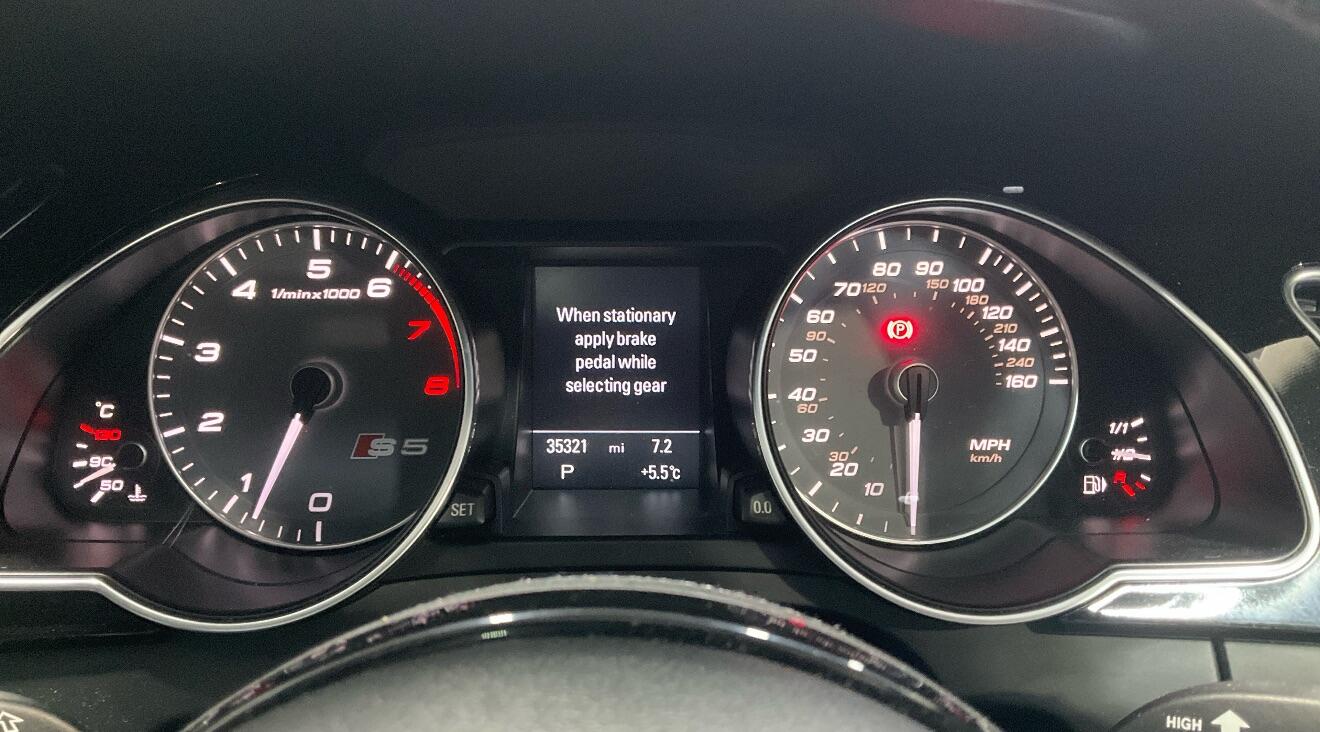 5
4
1/minx1000
6
7
3
8
2
S5
1
0
°C
90
50
SET
When stationary
apply brake
pedal while
selecting gear
35321 mi 7.2
P +5.5°C
0.0
80 90
70 120 150 100
180
60 P 120
90 210
50 140
240
40 160
60
30 MPH
km/h
30
20
10
1/1
R
HIGH